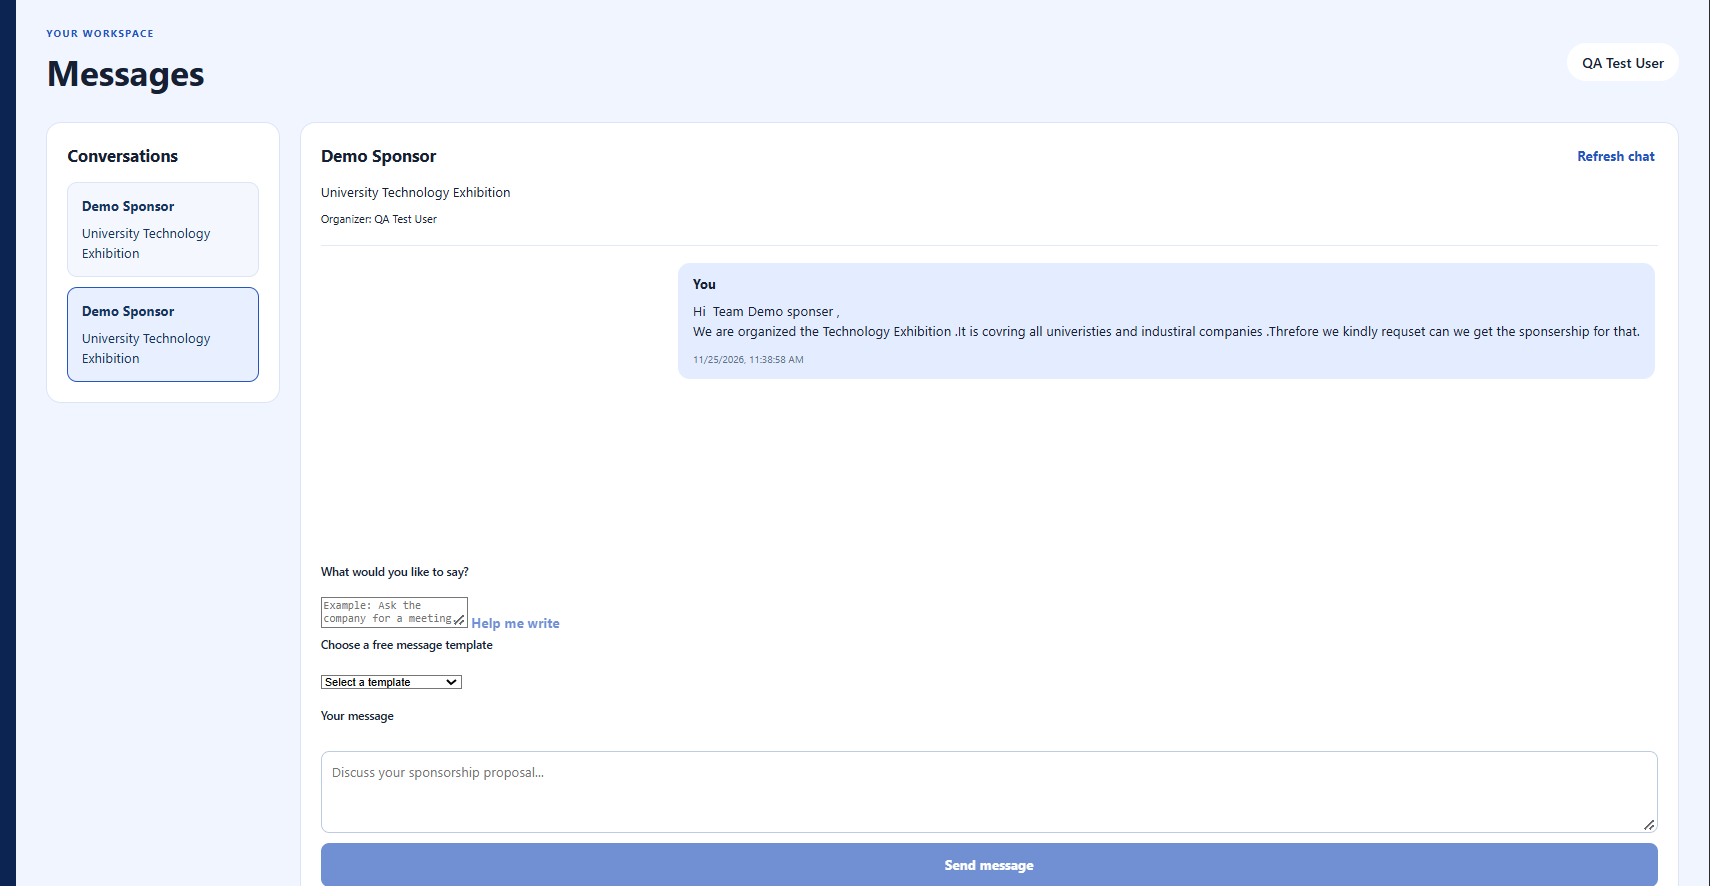 YOUR WORKSPACE
Messages
QA Test User
Conversations
Demo Sponsor
University Technology
Exhibition
Demo Sponsor
University Technology
Exhibition
Demo Sponsor
Refresh chat
University Technology Exhibition
Organizer: QA Test User
You
Hi  Team Demo sponser ,
We are organized the Technology Exhibition .It is covring all univeristies and industiral companies .Threfore we kindly requset can we get the sponsership for that.
11/25/2026, 11:38:58 AM
What would you like to say?
Example: Ask the
company for a meeting.
Help me write
Choose a free message template
Select a template
Your message
Discuss your sponsorship proposal...
Send message